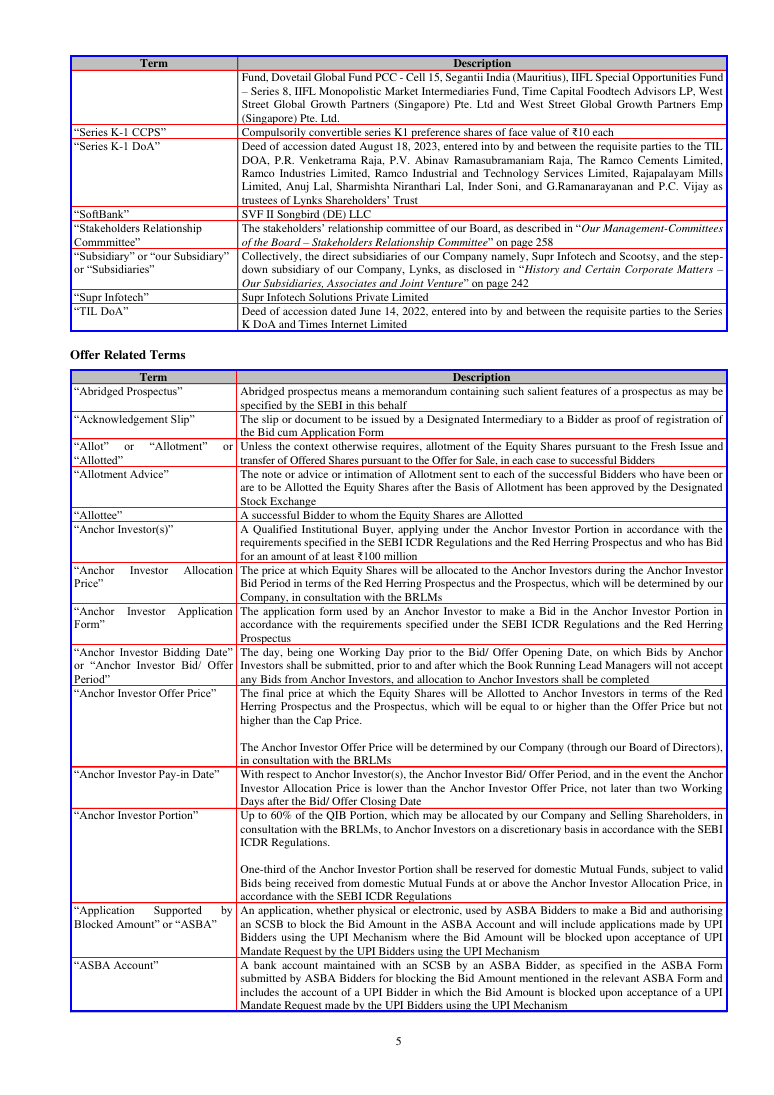 Term Description
Fund, Dovetail Global Fund PCC - Cell 15, Segantii India (Mauritius), IIFL Special Opportunities Fund
– Series 8, IIFL Monopolistic Market Intermediaries Fund, Time Capital Foodtech Advisors LP, West
Street Global Growth Partners (Singapore) Pte. Ltd and West Street Global Growth Partners Emp
(Singapore) Pte. Ltd.
“Series K-1 CCPS” Compulsorily convertible series K1 preference shares of face value of ₹10 each
“Series K-1 DoA” Deed of accession dated August 18, 2023, entered into by and between the requisite parties to the TIL
DOA, P.R. Venketrama Raja, P.V. Abinav Ramasubramaniam Raja, The Ramco Cements Limited,
Ramco Industries Limited, Ramco Industrial and Technology Services Limited, Rajapalayam Mills
Limited, Anuj Lal, Sharmishta Niranthari Lal, Inder Soni, and G.Ramanarayanan and P.C. Vijay as
trustees of Lynks Shareholders’ Trust
“SoftBank” SVF II Songbird (DE) LLC
“Stakeholders Relationship The stakeholders’ relationship committee of our Board, as described in “Our Management-Committees
Commmittee” of the Board – Stakeholders Relationship Committee” on page 258
“Subsidiary” or “our Subsidiary” Collectively, the direct subsidiaries of our Company namely, Supr Infotech and Scootsy, and the step-
or “Subsidiaries” down subsidiary of our Company, Lynks, as disclosed in “History and Certain Corporate Matters –
Our Subsidiaries, Associates and Joint Venture” on page 242
“Supr Infotech” Supr Infotech Solutions Private Limited
“TIL DoA” Deed of accession dated June 14, 2022, entered into by and between the requisite parties to the Series
K DoA and Times Internet Limited
Offer Related Terms
Term Description
“Abridged Prospectus” Abridged prospectus means a memorandum containing such salient features of a prospectus as may be
specified by the SEBI in this behalf
“Acknowledgement Slip” The slip or document to be issued by a Designated Intermediary to a Bidder as proof of registration of
the Bid cum Application Form
“Allot” or “Allotment” or Unless the context otherwise requires, allotment of the Equity Shares pursuant to the Fresh Issue and
“Allotted” transfer of Offered Shares pursuant to the Offer for Sale, in each case to successful Bidders
“Allotment Advice” The note or advice or intimation of Allotment sent to each of the successful Bidders who have been or
are to be Allotted the Equity Shares after the Basis of Allotment has been approved by the Designated
Stock Exchange
“Allottee” A successful Bidder to whom the Equity Shares are Allotted
“Anchor Investor(s)” A Qualified Institutional Buyer, applying under the Anchor Investor Portion in accordance with the
requirements specified in the SEBI ICDR Regulations and the Red Herring Prospectus and who has Bid
for an amount of at least ₹100 million
“Anchor Investor Allocation The price at which Equity Shares will be allocated to the Anchor Investors during the Anchor Investor
Price” Bid Period in terms of the Red Herring Prospectus and the Prospectus, which will be determined by our
Company, in consultation with the BRLMs
“Anchor Investor Application The application form used by an Anchor Investor to make a Bid in the Anchor Investor Portion in
Form” accordance with the requirements specified under the SEBI ICDR Regulations and the Red Herring
Prospectus
“Anchor Investor Bidding Date” The day, being one Working Day prior to the Bid/ Offer Opening Date, on which Bids by Anchor
or “Anchor Investor Bid/ Offer Investors shall be submitted, prior to and after which the Book Running Lead Managers will not accept
Period” any Bids from Anchor Investors, and allocation to Anchor Investors shall be completed
“Anchor Investor Offer Price” The final price at which the Equity Shares will be Allotted to Anchor Investors in terms of the Red
Herring Prospectus and the Prospectus, which will be equal to or higher than the Offer Price but not
higher than the Cap Price.
The Anchor Investor Offer Price will be determined by our Company (through our Board of Directors),
in consultation with the BRLMs
“Anchor Investor Pay-in Date” With respect to Anchor Investor(s), the Anchor Investor Bid/ Offer Period, and in the event the Anchor
Investor Allocation Price is lower than the Anchor Investor Offer Price, not later than two Working
Days after the Bid/ Offer Closing Date
“Anchor Investor Portion” Up to 60% of the QIB Portion, which may be allocated by our Company and Selling Shareholders, in
consultation with the BRLMs, to Anchor Investors on a discretionary basis in accordance with the SEBI
ICDR Regulations.
One-third of the Anchor Investor Portion shall be reserved for domestic Mutual Funds, subject to valid
Bids being received from domestic Mutual Funds at or above the Anchor Investor Allocation Price, in
accordance with the SEBI ICDR Regulations
“Application Supported by An application, whether physical or electronic, used by ASBA Bidders to make a Bid and authorising
Blocked Amount” or “ASBA” an SCSB to block the Bid Amount in the ASBA Account and will include applications made by UPI
Bidders using the UPI Mechanism where the Bid Amount will be blocked upon acceptance of UPI
Mandate Request by the UPI Bidders using the UPI Mechanism
“ASBA Account” A bank account maintained with an SCSB by an ASBA Bidder, as specified in the ASBA Form
submitted by ASBA Bidders for blocking the Bid Amount mentioned in the relevant ASBA Form and
includes the account of a UPI Bidder in which the Bid Amount is blocked upon acceptance of a UPI
Mandate Request made by the UPI Bidders using the UPI Mechanism
5